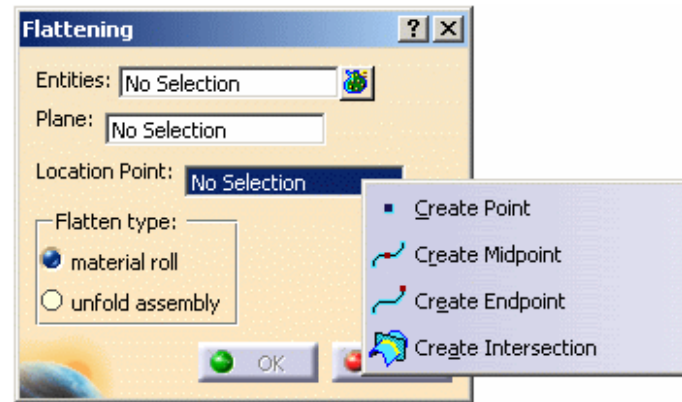 Flattening
Entities: No Selection
Plane: No Selection
Location Point: No Selection
Create Point
Flatten type:
Create Midpoint
material roll
Create Endpoint
unfold assembly
Create Intersection
OK